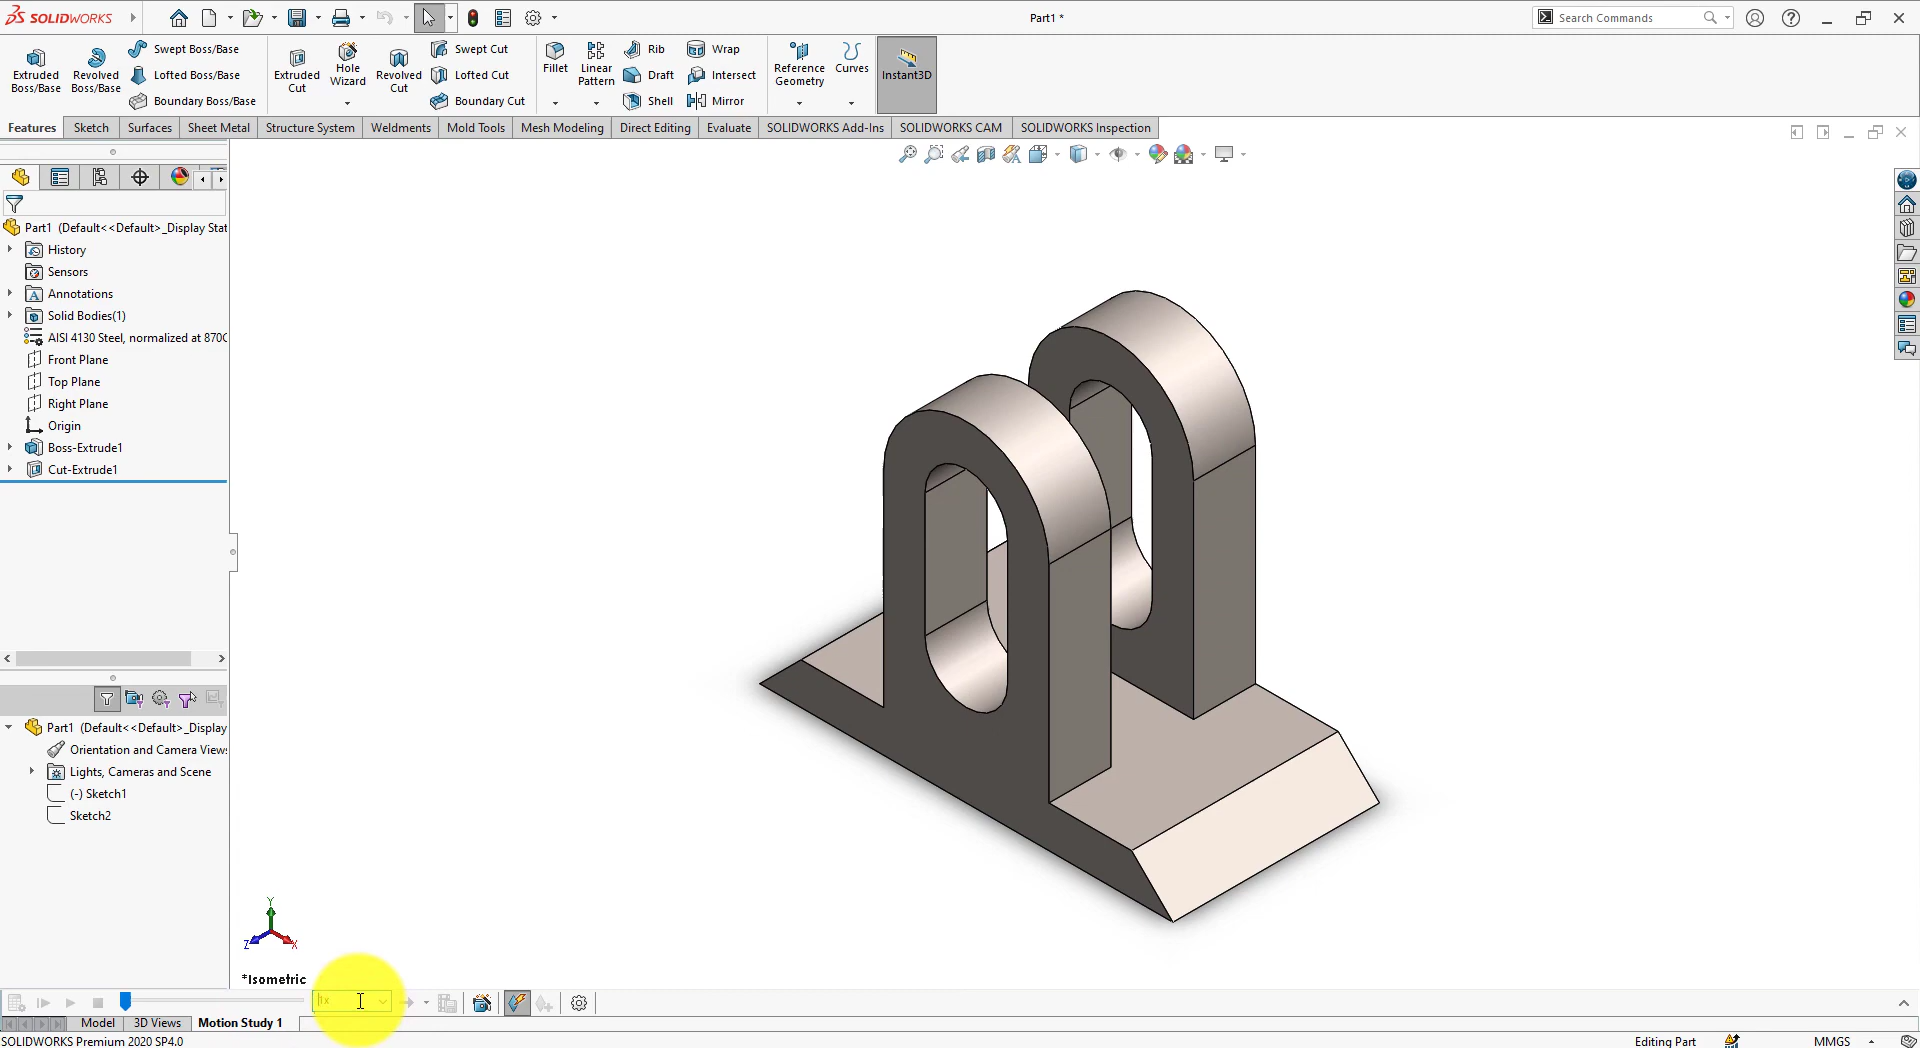 SOLIDWORKS
Part1 *
Search Commands
Extruded Boss/Base
Revolved Boss/Base
Swept Boss/Base
Lofted Boss/Base
Boundary Boss/Base
Extruded Cut
Hole Wizard
Revolved Cut
Swept Cut
Lofted Cut
Boundary Cut
Fillet
Linear Pattern
Rib
Draft
Shell
Wrap
Intersect
Mirror
Reference Geometry
Curves
Instant3D
Features
Sketch
Surfaces
Sheet Metal
Structure System
Weldments
Mold Tools
Mesh Modeling
Direct Editing
Evaluate
SOLIDWORKS Add-Ins
SOLIDWORKS CAM
SOLIDWORKS Inspection
Part1 (Default<<Default>_Display Stat
History
Sensors
Annotations
Solid Bodies(1)
AISI 4130 Steel, normalized at 870C
Front Plane
Top Plane
Right Plane
Origin
Boss-Extrude1
Cut-Extrude1
Part1 (Default<<Default>_Display
Orientation and Camera Views
Lights, Cameras and Scene
(-) Sketch1
Sketch2
Y
Z
X
*Isometric
1x
Model
3D Views
Motion Study 1
SOLIDWORKS Premium 2020 SP4.0
Editing Part
MMGS